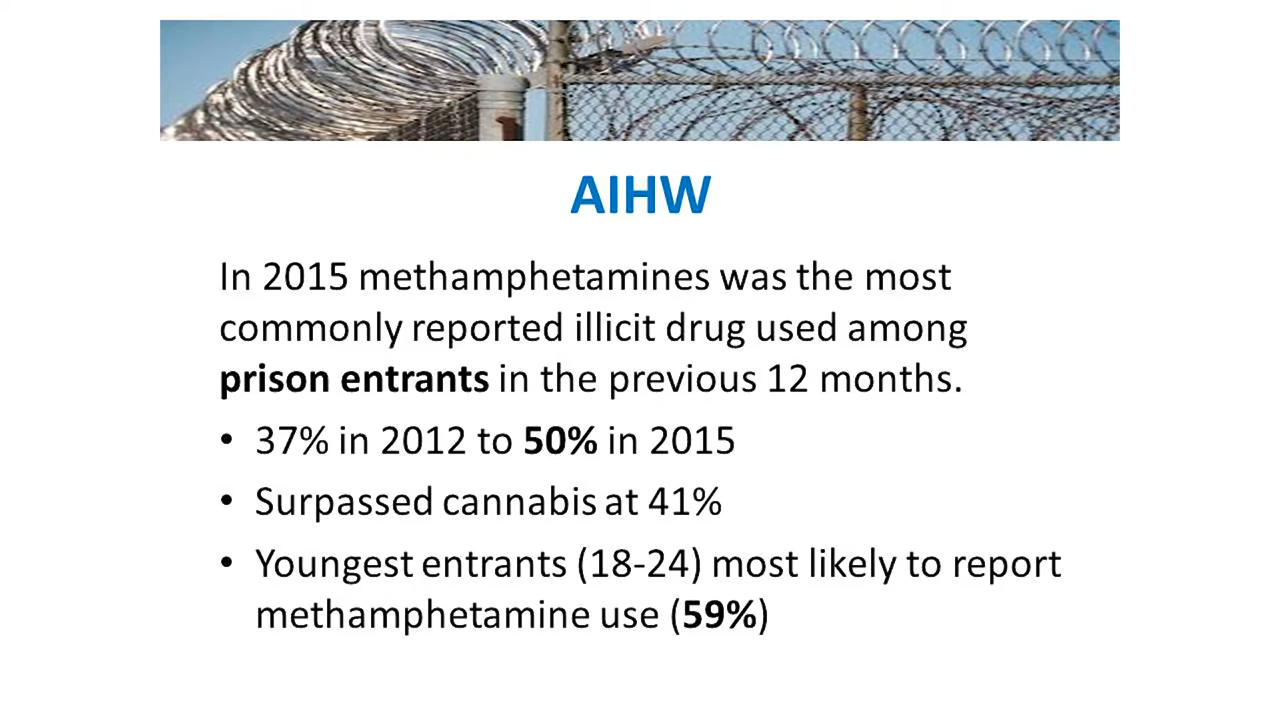 AIHW
In 2015 methamphetamines was the most
commonly reported illicit drug used among
prison entrants in the previous 12 months.
• 37% in 2012 to 50% in 2015
• Surpassed cannabis at 41%
• Youngest entrants (18-24) most likely to report
methamphetamine use (59%)